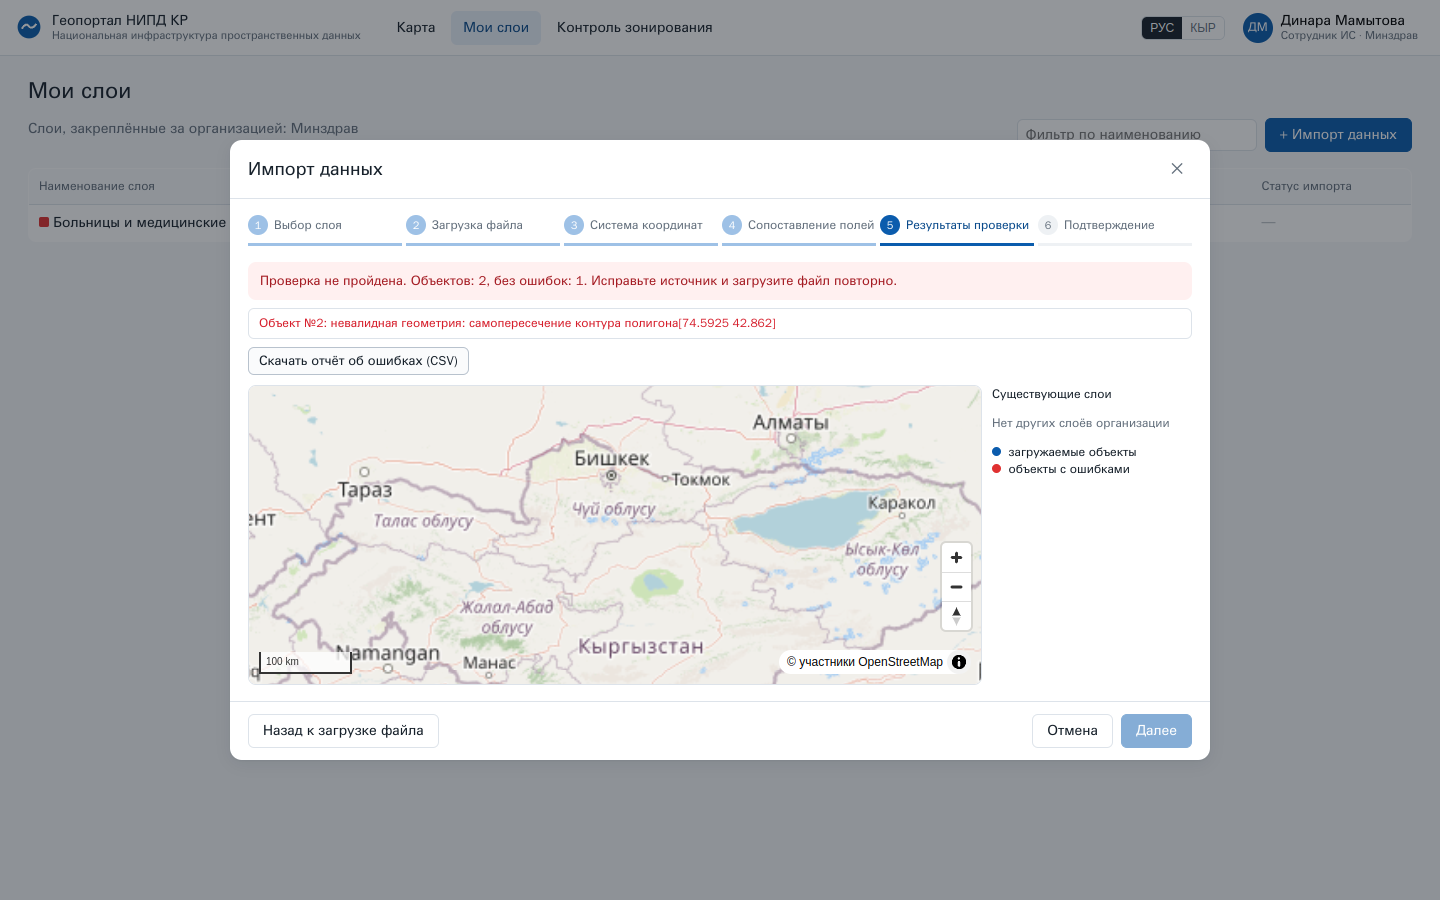 Геопортал НИПД КР
Национальная инфраструктура пространственных данных
Карта
Мои слои
Контроль зонирования
РУС
КЫР
ДМ
Динара Мамытова
Сотрудник ИС · Минздрав
Мои слои
Слои, закреплённые за организацией: Минздрав
Фильтр по наименованию
+ Импорт данных
Наименование слоя
Статус импорта
Больницы и медицинские
—
Импорт данных
1 Выбор слоя
2 Загрузка файла
3 Система координат
4 Сопоставление полей
5 Результаты проверки
6 Подтверждение
Проверка не пройдена. Объектов: 2, без ошибок: 1. Исправьте источник и загрузите файл повторно.
Объект №2: невалидная геометрия: самопересечение контура полигона[74.5925 42.862]
Скачать отчёт об ошибках (CSV)
Алматы
Бишкек
Токмок
Тараз
Каракол
Чуй облусу
Талас облусу
ент
Ысык-Көл
облусу
Жалал-Абад
облусу
Кыргызстан
Namangan
Манас
100 km
© участники OpenStreetMap
Существующие слои
Нет других слоёв организации
загружаемые объекты
объекты с ошибками
Назад к загрузке файла
Отмена
Далее